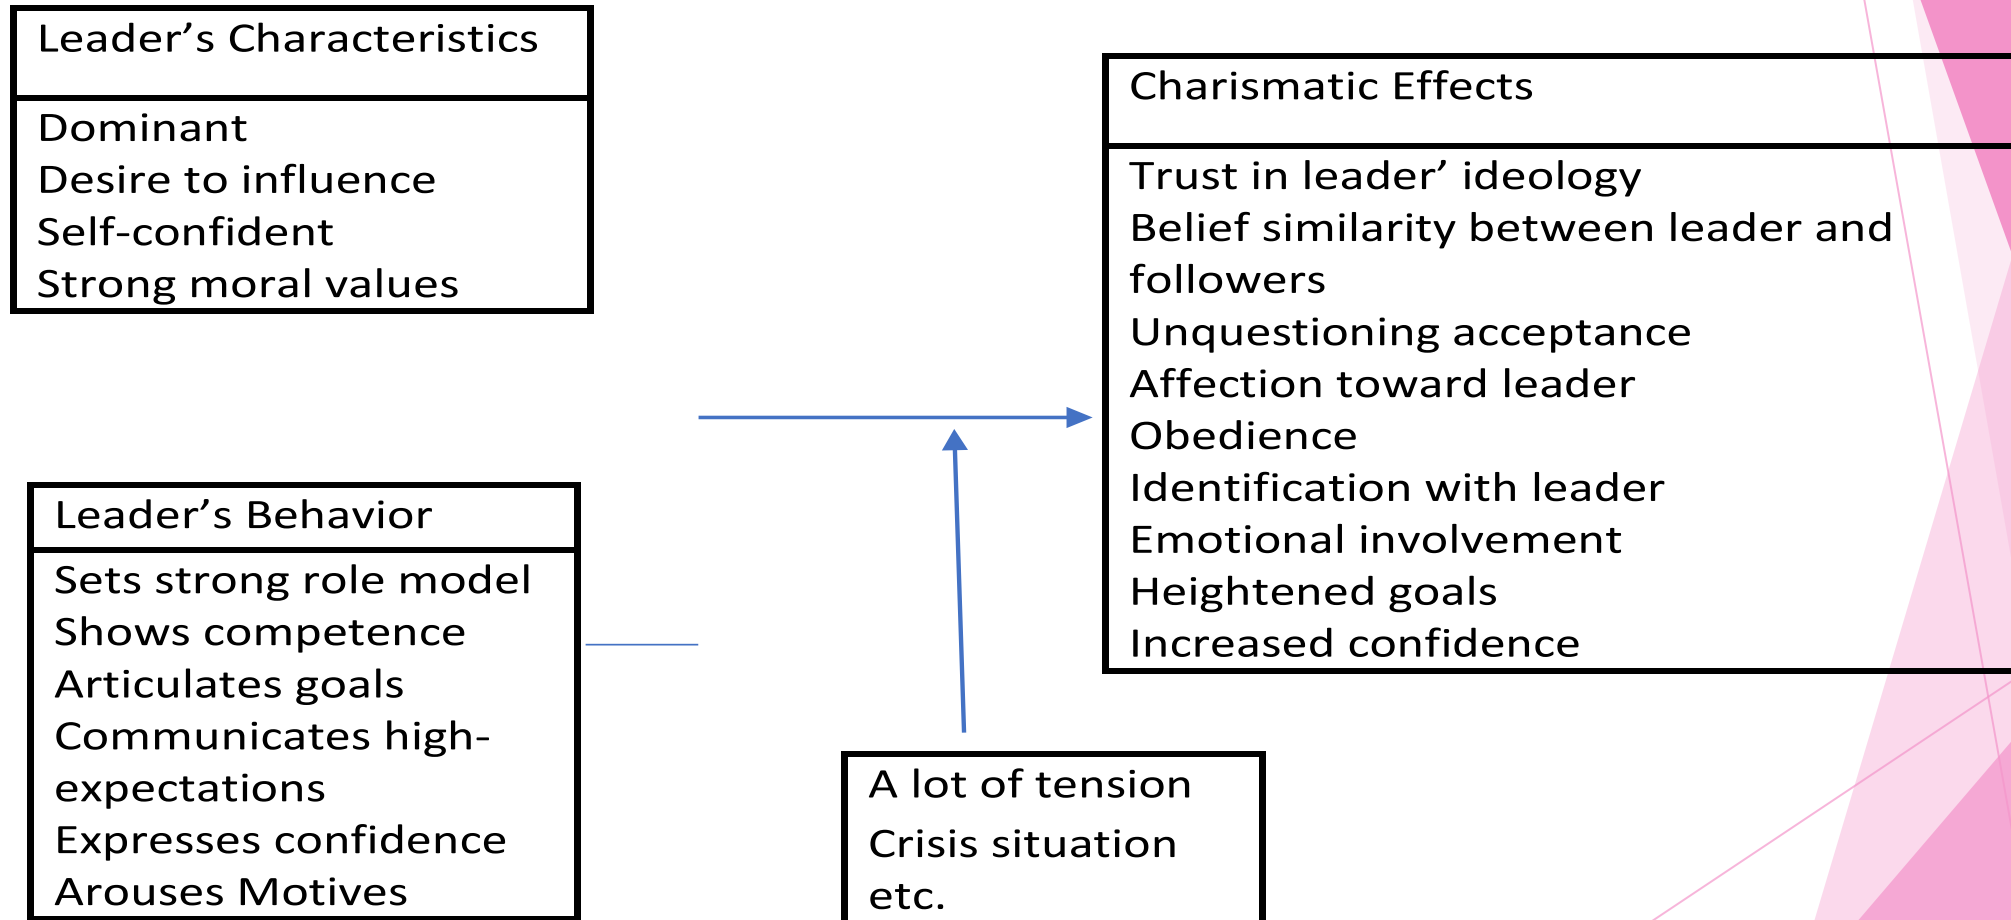 Leader’s Characteristics
Dominant
Desire to influence
Self-confident
Strong moral values
Leader’s Behavior
Sets strong role model
Shows competence
Articulates goals
Communicates high-
expectations
Expresses confidence
Arouses Motives
A lot of tension
Crisis situation
etc.
Charismatic Effects
Trust in leader’ ideology
Belief similarity between leader and
followers
Unquestioning acceptance
Affection toward leader
Obedience
Identification with leader
Emotional involvement
Heightened goals
Increased confidence